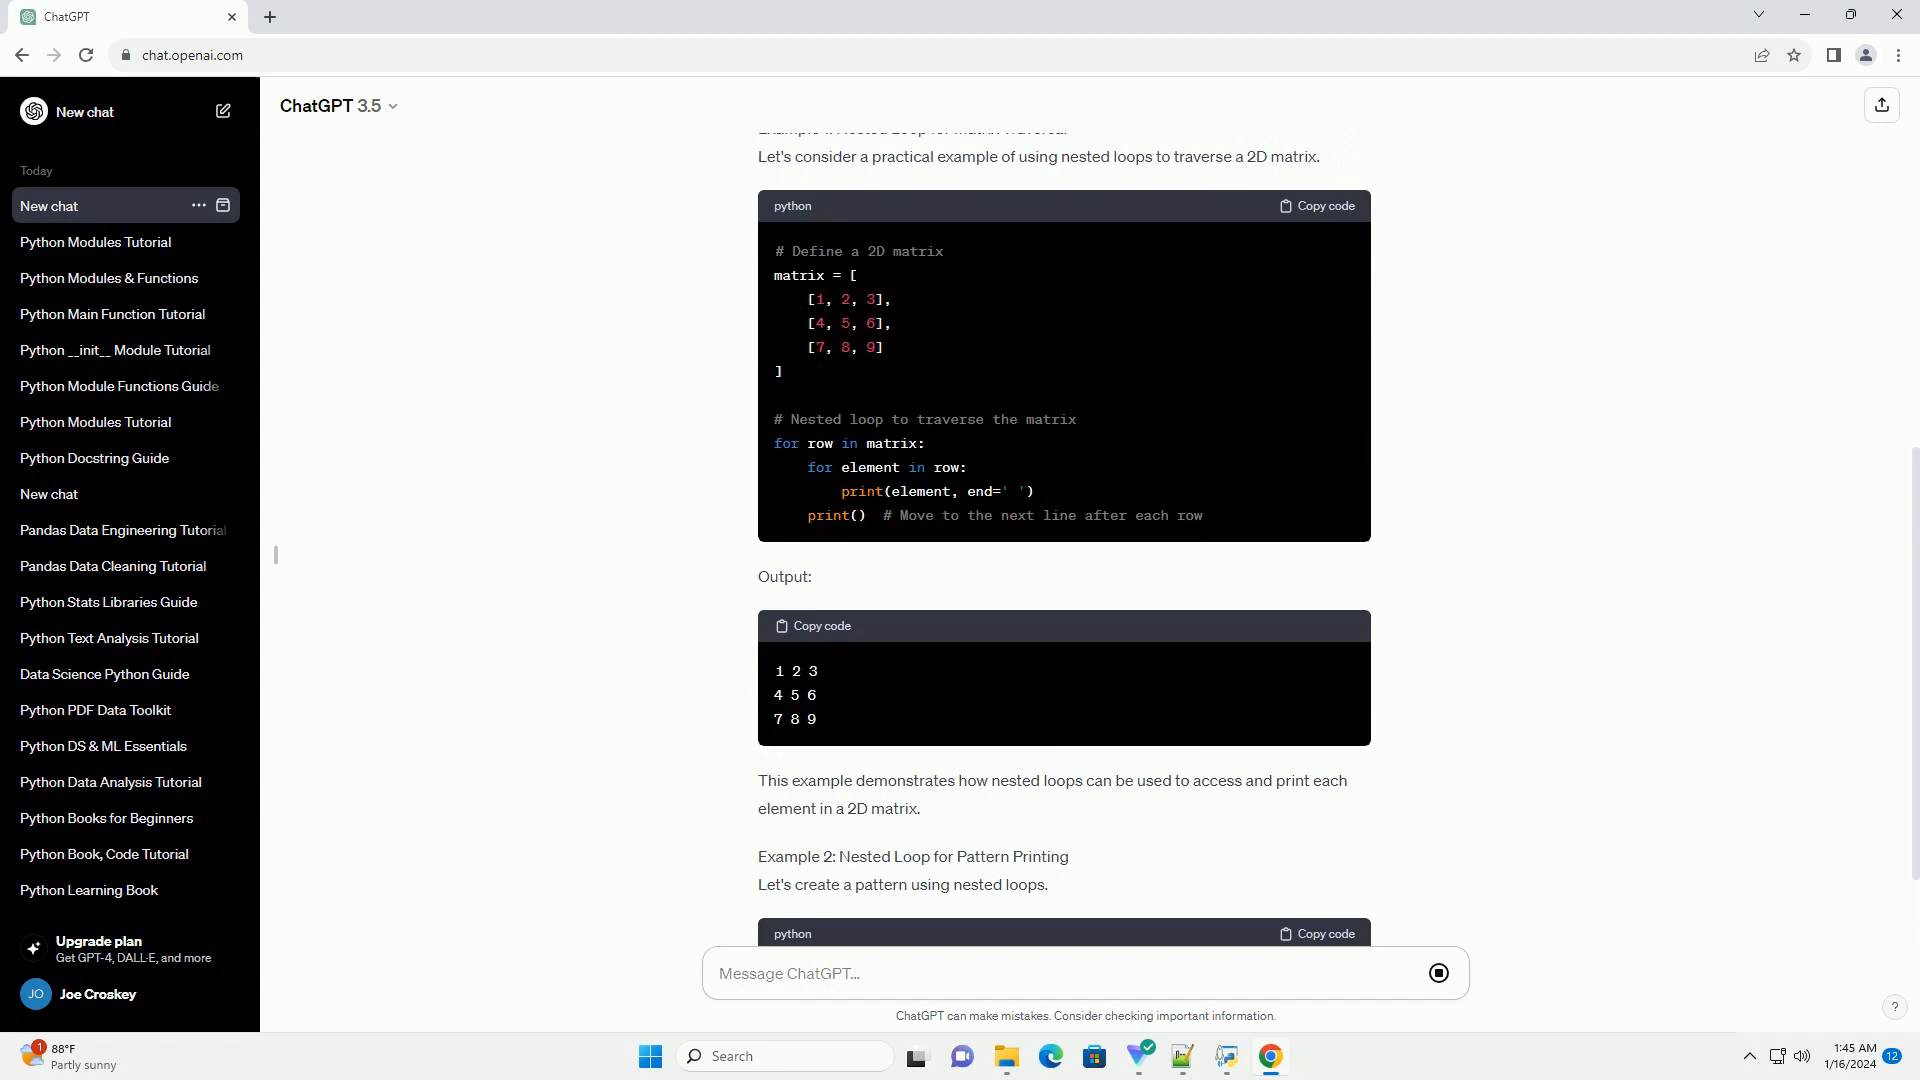 ChatGPT
chat.openai.com
New chat
ChatGPT 3.5
Today
New chat
Python Modules Tutorial
Python Modules & Functions
Python Main Function Tutorial
Python __init__ Module Tutorial
Python Module Functions Guide
Python Modules Tutorial
Python Docstring Guide
New chat
Pandas Data Engineering Tutorial
Pandas Data Cleaning Tutorial
Python Stats Libraries Guide
Python Text Analysis Tutorial
Data Science Python Guide
Python PDF Data Toolkit
Python DS & ML Essentials
Python Data Analysis Tutorial
Python Books for Beginners
Python Book, Code Tutorial
Python Learning Book
Upgrade plan
Get GPT-4, DALL·E, and more
JO Joe Croskey
Let's consider a practical example of using nested loops to traverse a 2D matrix.
python Copy code
# Define a 2D matrix
matrix = [
[1, 2, 3],
[4, 5, 6],
[7, 8, 9]
]
# Nested loop to traverse the matrix
for row in matrix:
for element in row:
print(element, end=' ')
print()  # Move to the next line after each row
Output:
Copy code
1 2 3
4 5 6
7 8 9
This example demonstrates how nested loops can be used to access and print each
element in a 2D matrix.
Example 2: Nested Loop for Pattern Printing
Let's create a pattern using nested loops.
python Copy code
Message ChatGPT...
ChatGPT can make mistakes. Consider checking important information.
?
1
88°F
Partly sunny
Search
1:45 AM
1/16/2024
12